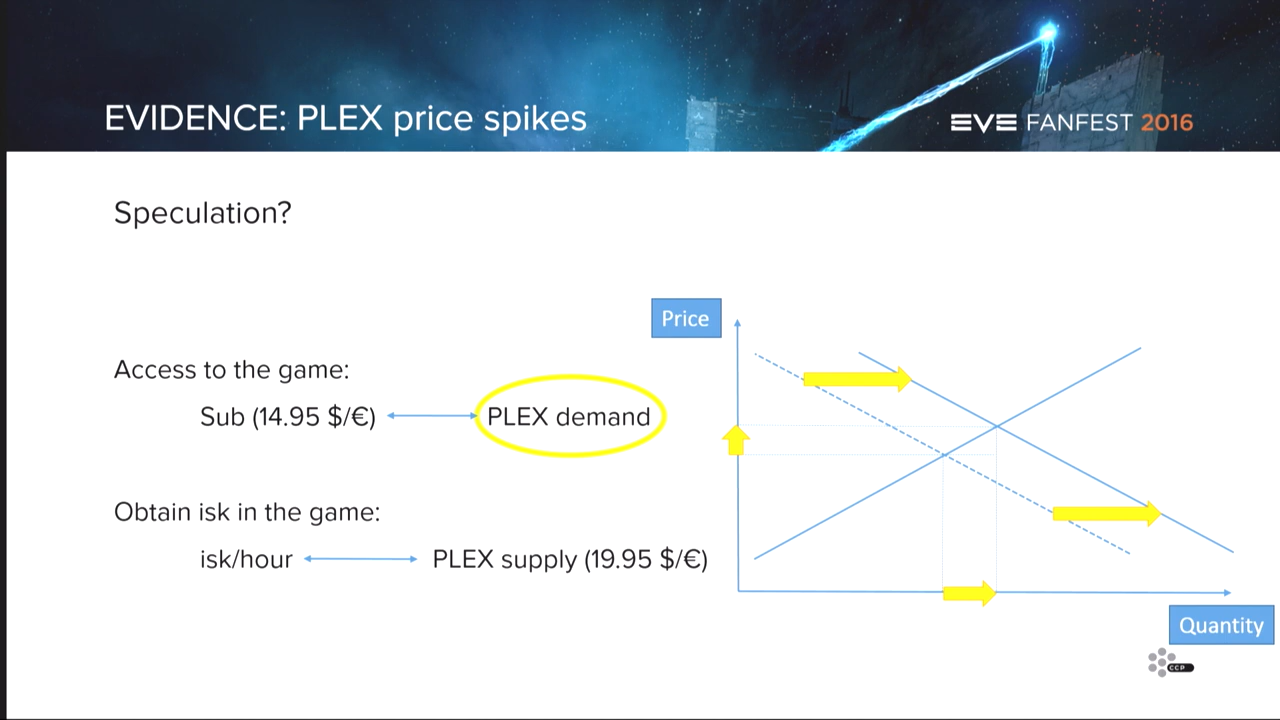 EVIDENCE: PLEX price spikes
EVE FANFEST 2016
Speculation?
Access to the game:
Sub (14.95 $/€)
PLEX demand
Obtain isk in the game:
isk/hour
PLEX supply (19.95 $/€)
Price
Quantity
CCP